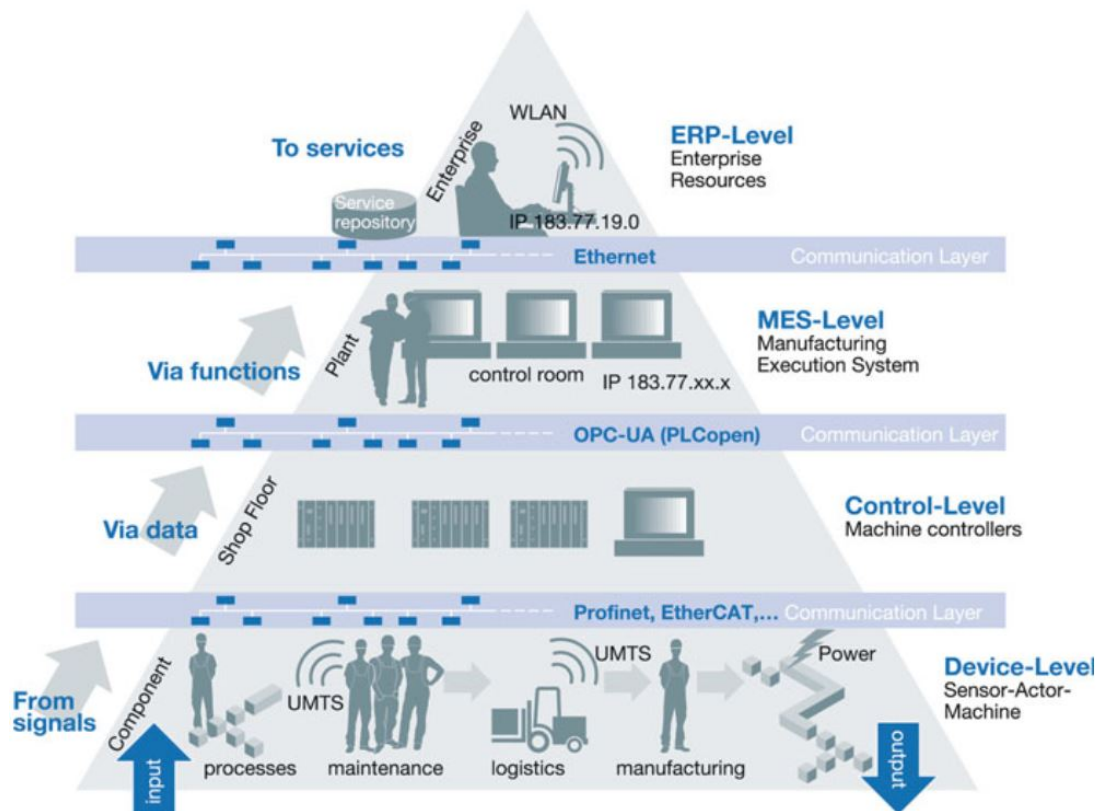 WLAN
Enterprise
To services
ERP-Level
Enterprise
Resources
Service
repository
IP 183.77.19.0
Ethernet
Communication Layer
Via functions
Plant
control room
IP 183.77.xx.x
MES-Level
Manufacturing
Execution System
OPC-UA (PLCopen)
Communication Layer
Via data
Shop Floor
Control-Level
Machine controllers
Profinet, EtherCAT,...
Communication Layer
From
signals
Component
UMTS
UMTS
Power
Device-Level
Sensor-Actor-
Machine
input
processes
maintenance
logistics
manufacturing
output